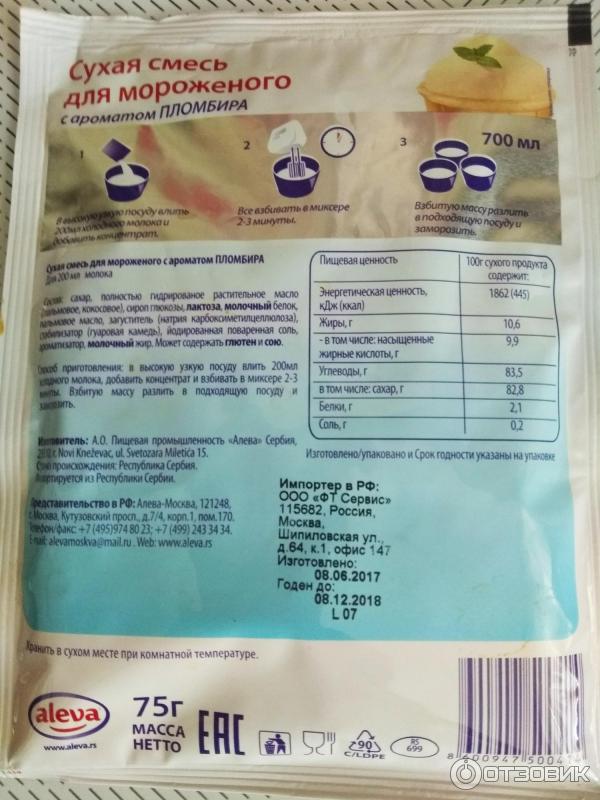 Сухая смесь
для мороженого
с ароматом ПЛОМБИРА
1
2
3
700 мл
В высокую узкую посуду влить
200мл холодного молока и
добавить концентрат.
Все взбивать в миксере
2-3 минуты.
Взбитую массу разлить
в подходящую посуду и
заморозить.
Сухая смесь для мороженого с ароматом ПЛОМБИРА
Для 200 мл молока
Состав: сахар, полностью гидрированое растительное масло
(пальмовое, кокосовое), сироп глюкозы, лактоза, молочный белок,
пальмовое масло, загуститель (натрия карбоксиметилцеллюлоза),
стабилизатор (гуаровая камедь), йодированная поваренная соль,
ароматизатор, молочный жир. Может содержать глютен и сою.
Способ приготовления: в высокую узкую посуду влить 200мл
холодного молока, добавить концентрат и взбивать в миксере 2-3
минуты. Взбитую массу разлить в подходящую посуду и
заморозить.
Пищевая ценность
100г сухого продукта
содержит:
Энергетическая ценность,
кДж (ккал)
1862 (445)
Жиры, г
10,6
- в том числе: насыщенные
жирные кислоты, г
9,9
Углеводы, г
83,5
в том числе: сахар, г
82,8
Белки, г
2,1
Соль, г
0,2
Изготовлено/упаковано и Срок годности указаны на упаковке
Изготовитель: А.О. Пищевая промышленность «Алева» Сербия,
г. Novi Kneževac, ul. Svetozara Miletića 15.
Страна происхождения: Республика Сербия.
Импортируется из Республики Сербии.
Представительство в РФ: Алева-Москва, 121248,
г. Москва, Кутузовский просп., д.7/4, корп.1, пом.170.
Телефон/факс: +7 (495)974 80 23; +7 (499) 243 34 34.
E-mail: alevamoskva@mail.ru . Web: www.aleva.rs
Импортер в РФ:
ООО «ФТ Сервис»
115682, Россия,
Москва,
Шипиловская ул.,
д.64, к.1, офис 147
Изготовлено:
08.06.2017
Годен до:
08.12.2018
L 07
Хранить в сухом месте при комнатной температуре.
aleva
www.aleva.rs
75г
МАССА
НЕТТО
ЕАС
90
C/LDPE
RS
699
8 600947 5004
ОТЗОВИК